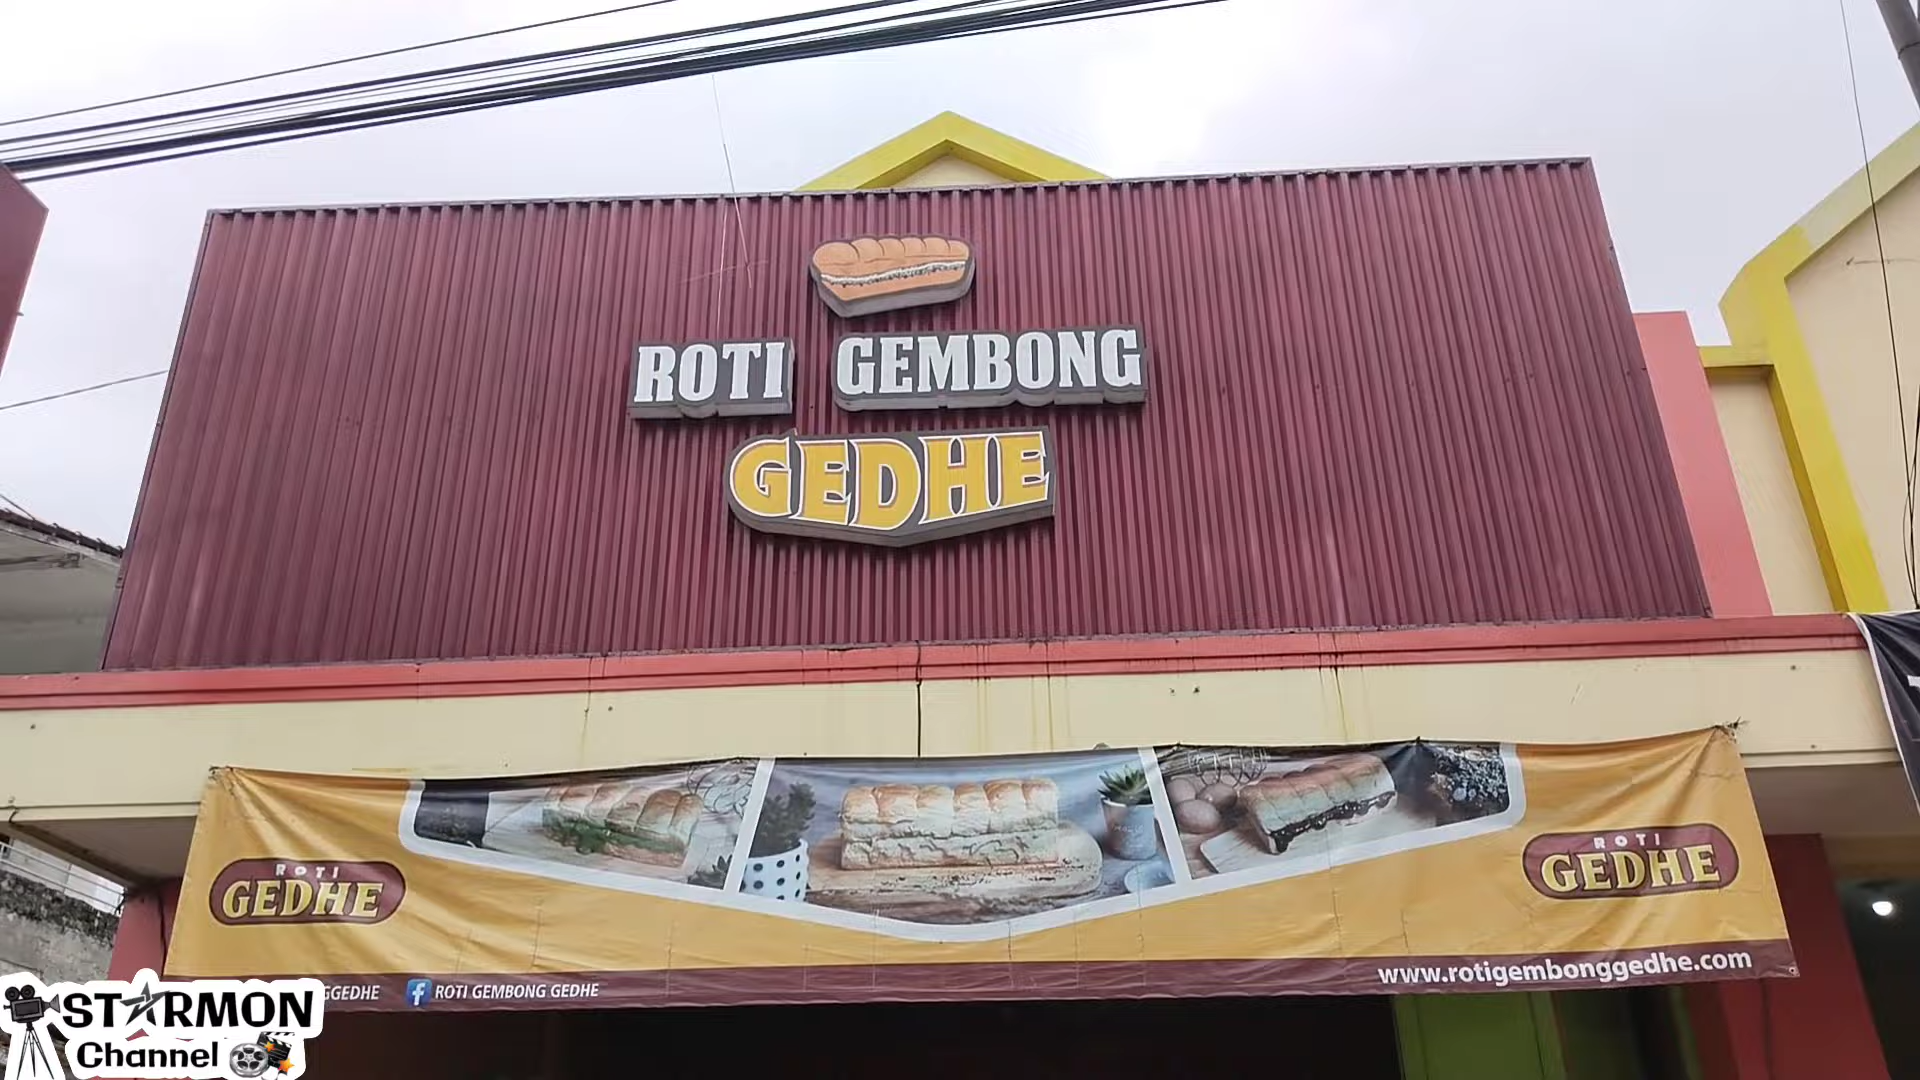 ROTI GEMBONG
GEDHE
ROTI
GEDHE
ROTI
GEDHE
GGEDHE
ROTI GEMBONG GEDHE
www.rotigembonggedhe.com
STARMON
Channel